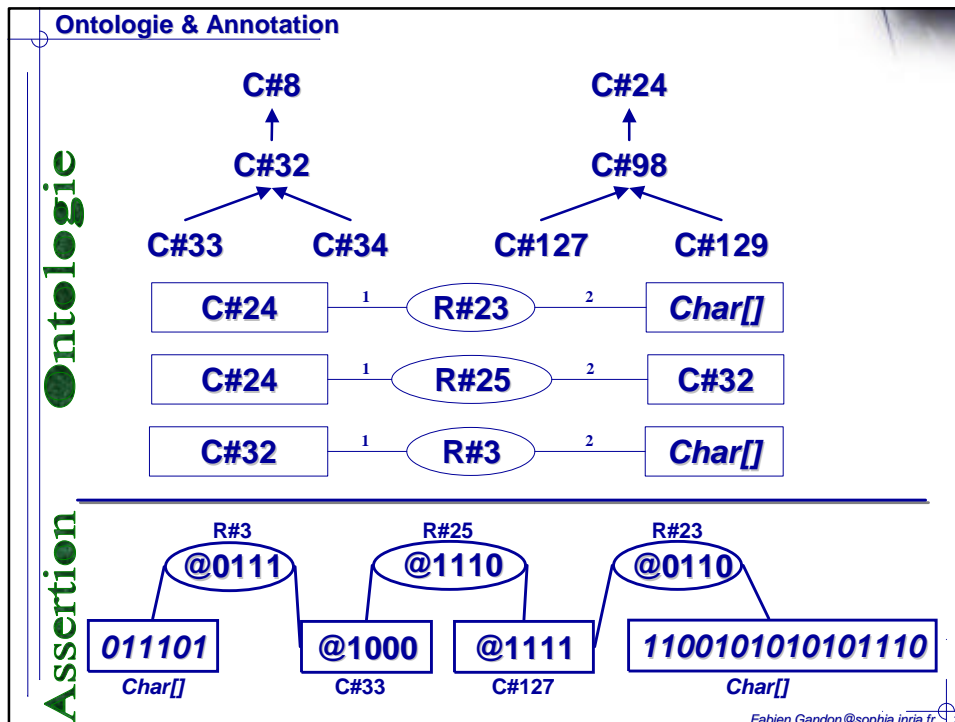 Ontologie & Annotation
Ontologie
C#8 C#24
C#32 C#98
C#33 C#34 C#127 C#129
C#24 1 R#23 2 Char[]
C#24 1 R#25 2 C#32
C#32 1 R#3 2 Char[]
Assertion
R#3 R#25 R#23
@0111 @1110 @0110
011101 @1000 @1111 1100101010101110
Char[] C#33 C#127 Char[]
Fabien.Gandon@sophia.inria.fr